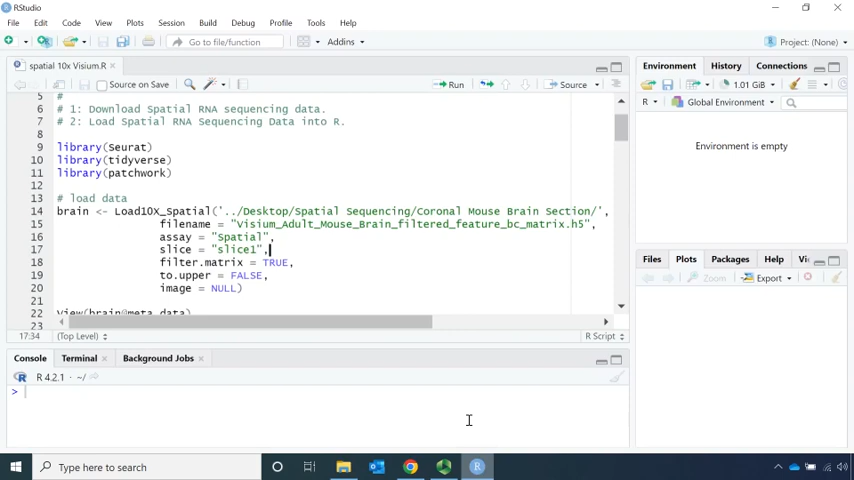 RStudio
File Edit Code View Plots Session Build Debug Profile Tools Help
Go to file/function Addins Project: (None)
spatial 10x Visium.R
Source on Save Run Source
5 #
6 # 1: Download Spatial RNA sequencing data.
7 # 2: Load Spatial RNA Sequencing Data into R.
8
9 library(Seurat)
10 library(tidyverse)
11 library(patchwork)
12
13 # load data
14 brain <- Load10X_Spatial('../Desktop/Spatial Sequencing/Coronal Mouse Brain Section/',
15 filename = "Visium_Adult_Mouse_Brain_filtered_feature_bc_matrix.h5",
16 assay = "Spatial",
17 slice = "slice1",
18 filter.matrix = TRUE,
19 to.upper = FALSE,
20 image = NULL)
21
22 view(brain@meta.data)
23
17:34 (Top Level) R Script
Console Terminal Background Jobs
R 4.2.1 · ~/
>
Environment History Connections
1.01 GiB
R Global Environment
Environment is empty
Files Plots Packages Help Vi
Zoom Export
Type here to search